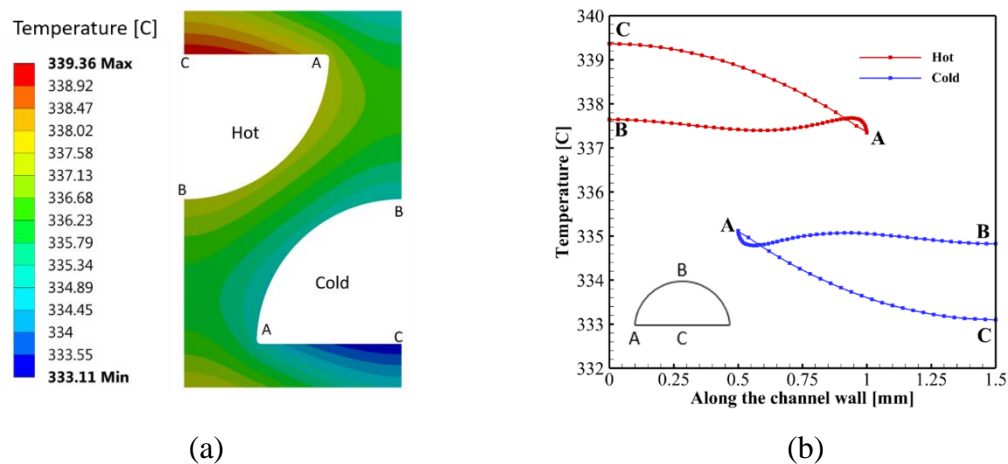 Temperature [C]
339.36 Max
338.92
338.47
338.02
337.58
337.13
336.68
336.23
335.79
335.34
334.89
334.45
334
333.55
333.11 Min
C
A
Hot
B
B
Cold
A
C
(a)
Temperature [C]
340
339
338
337
336
335
334
333
332
C
B
A
A
B
C
Hot
Cold
B
A
C
0
0.25
0.5
0.75
1
1.25
1.5
Along the channel wall [mm]
(b)